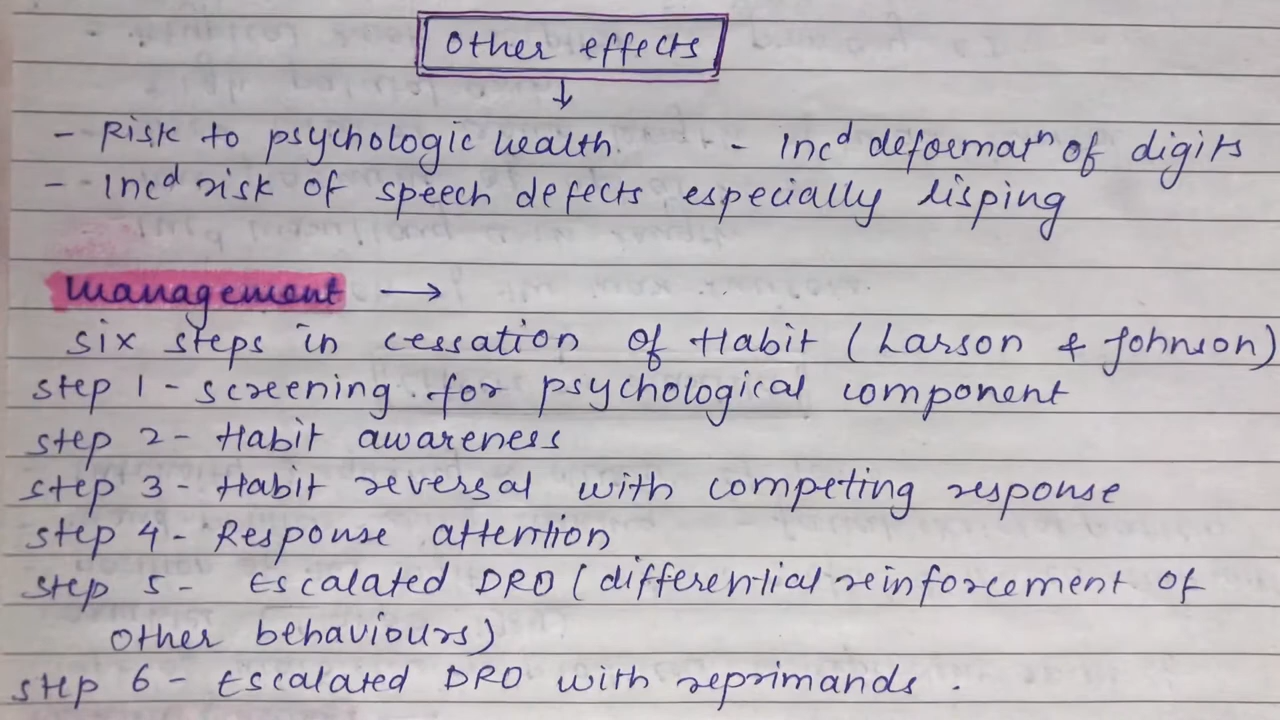 Other effects
↓
- Risk to psychologic health. - Incd deformatn of digits
- Incd risk of speech defects especially lisping
Management →
six steps in cessation of Habit (Larson & Johnson)
step 1 - screening for psychological component
step 2 - Habit awareness
step 3 - Habit reversal with competing response
step 4 - Response attention
step 5 - Escalated DRO (differential reinforcement of
other behaviours)
step 6 - Escalated DRO with reprimands.